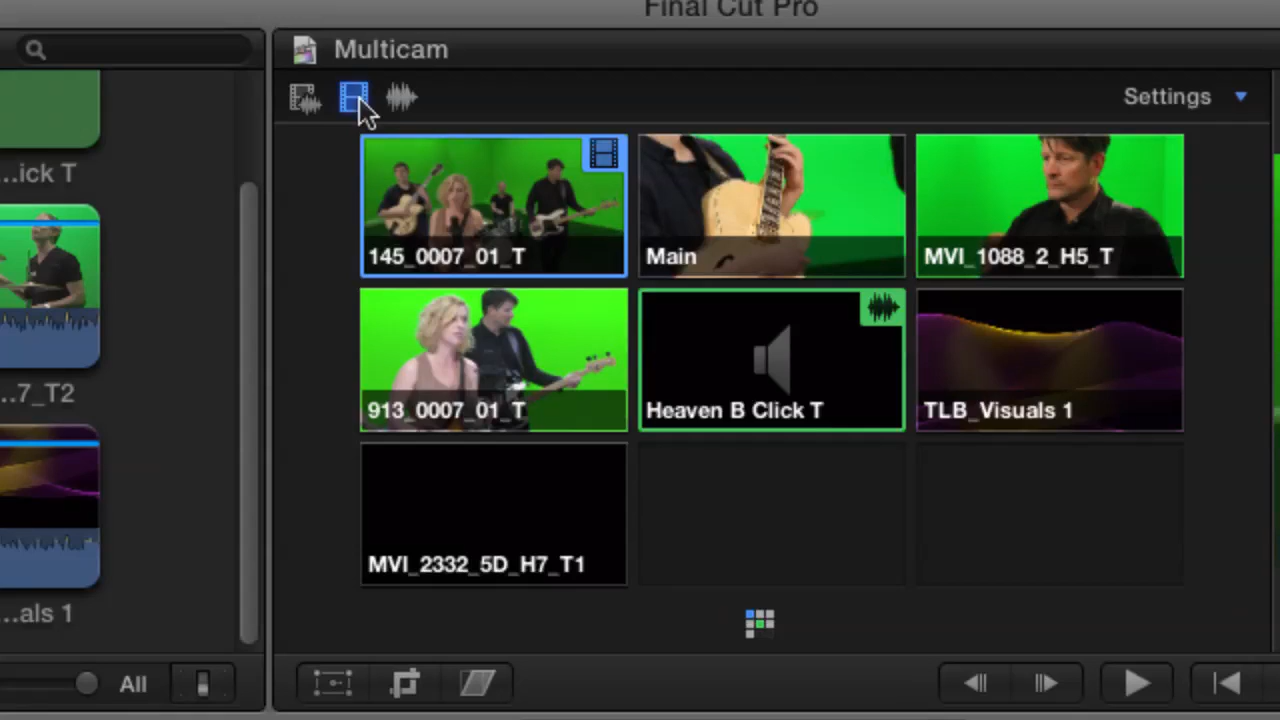 Final Cut Pro
Multicam
Settings
...ick T
145_0007_01_T
Main
MVI_1088_2_H5_T
...7_T2
913_0007_01_T
Heaven B Click T
TLB_Visuals 1
MVI_2332_5D_H7_T1
...als 1
All